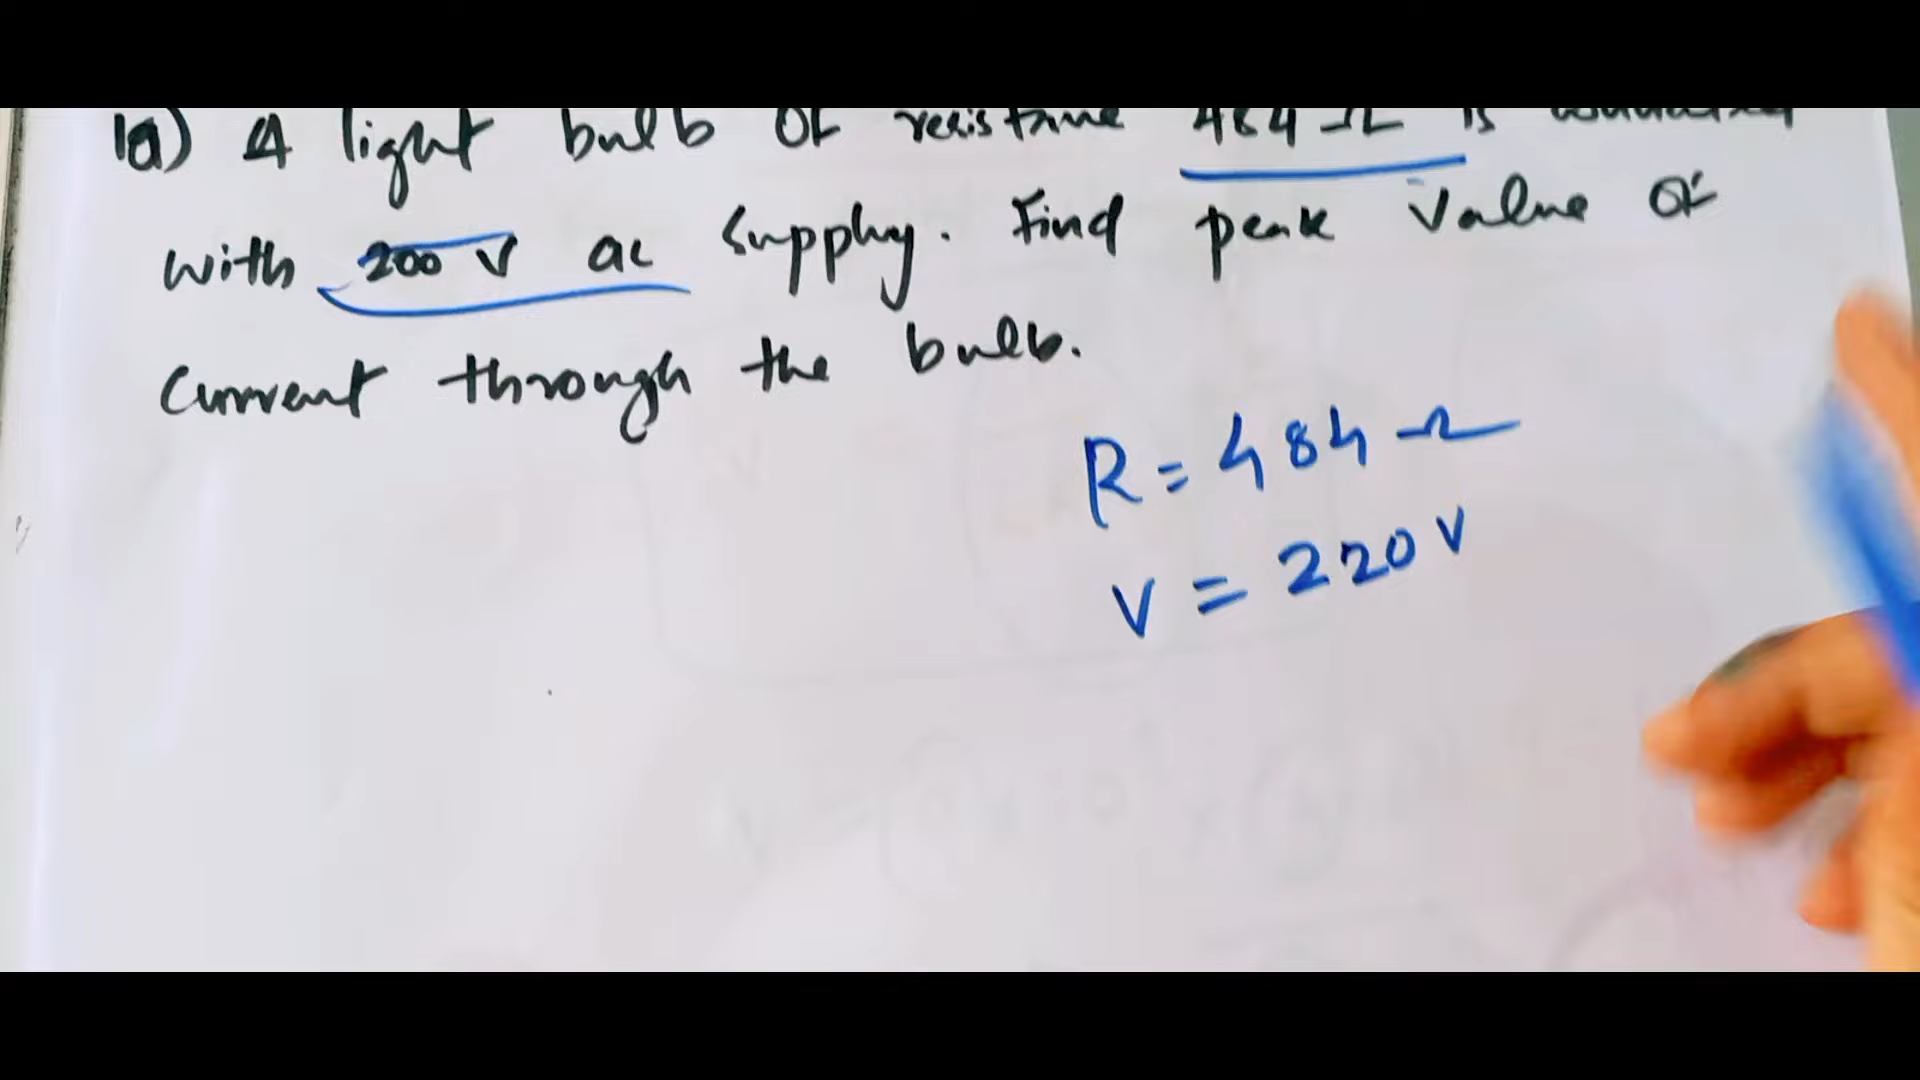 1a) A light bulb of resistance 484 Ω is connected
with 200 V ac supply. Find peak value of
current through the bulb.
R = 484 Ω
V = 220 V